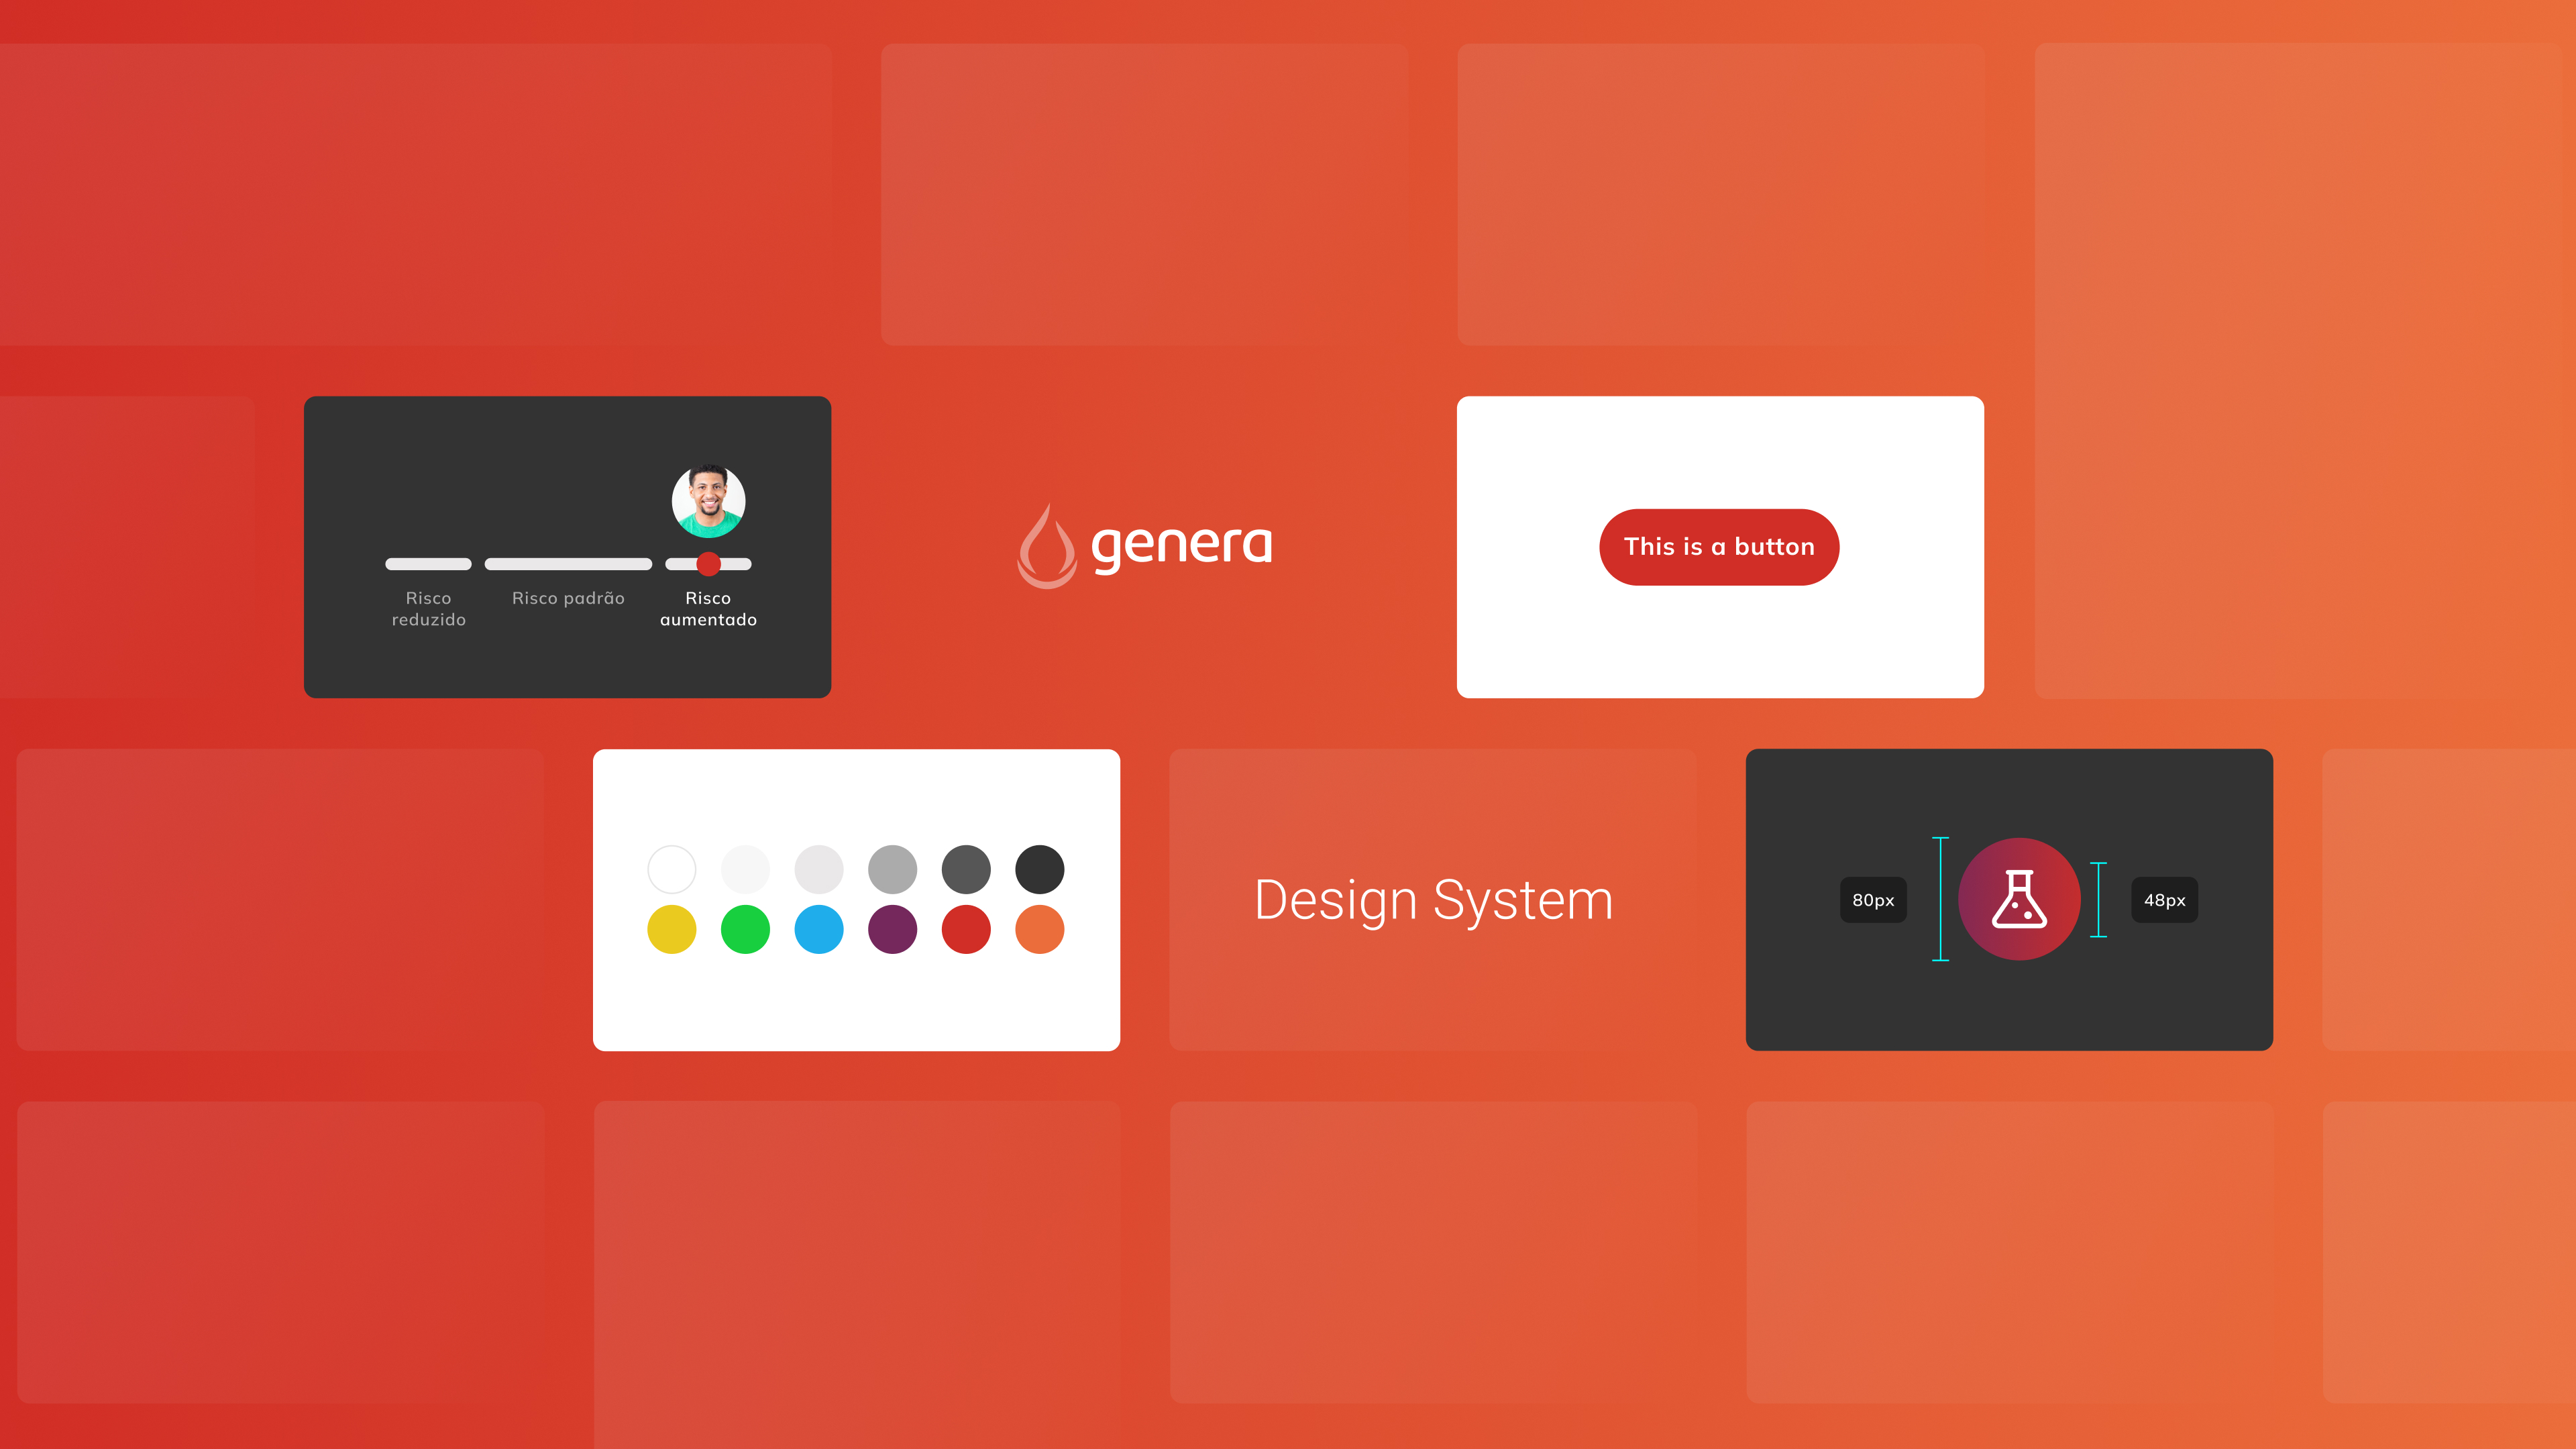 Risco
reduzido
Risco padrão
Risco
aumentado
genera
This is a button
Design System
80px
48px